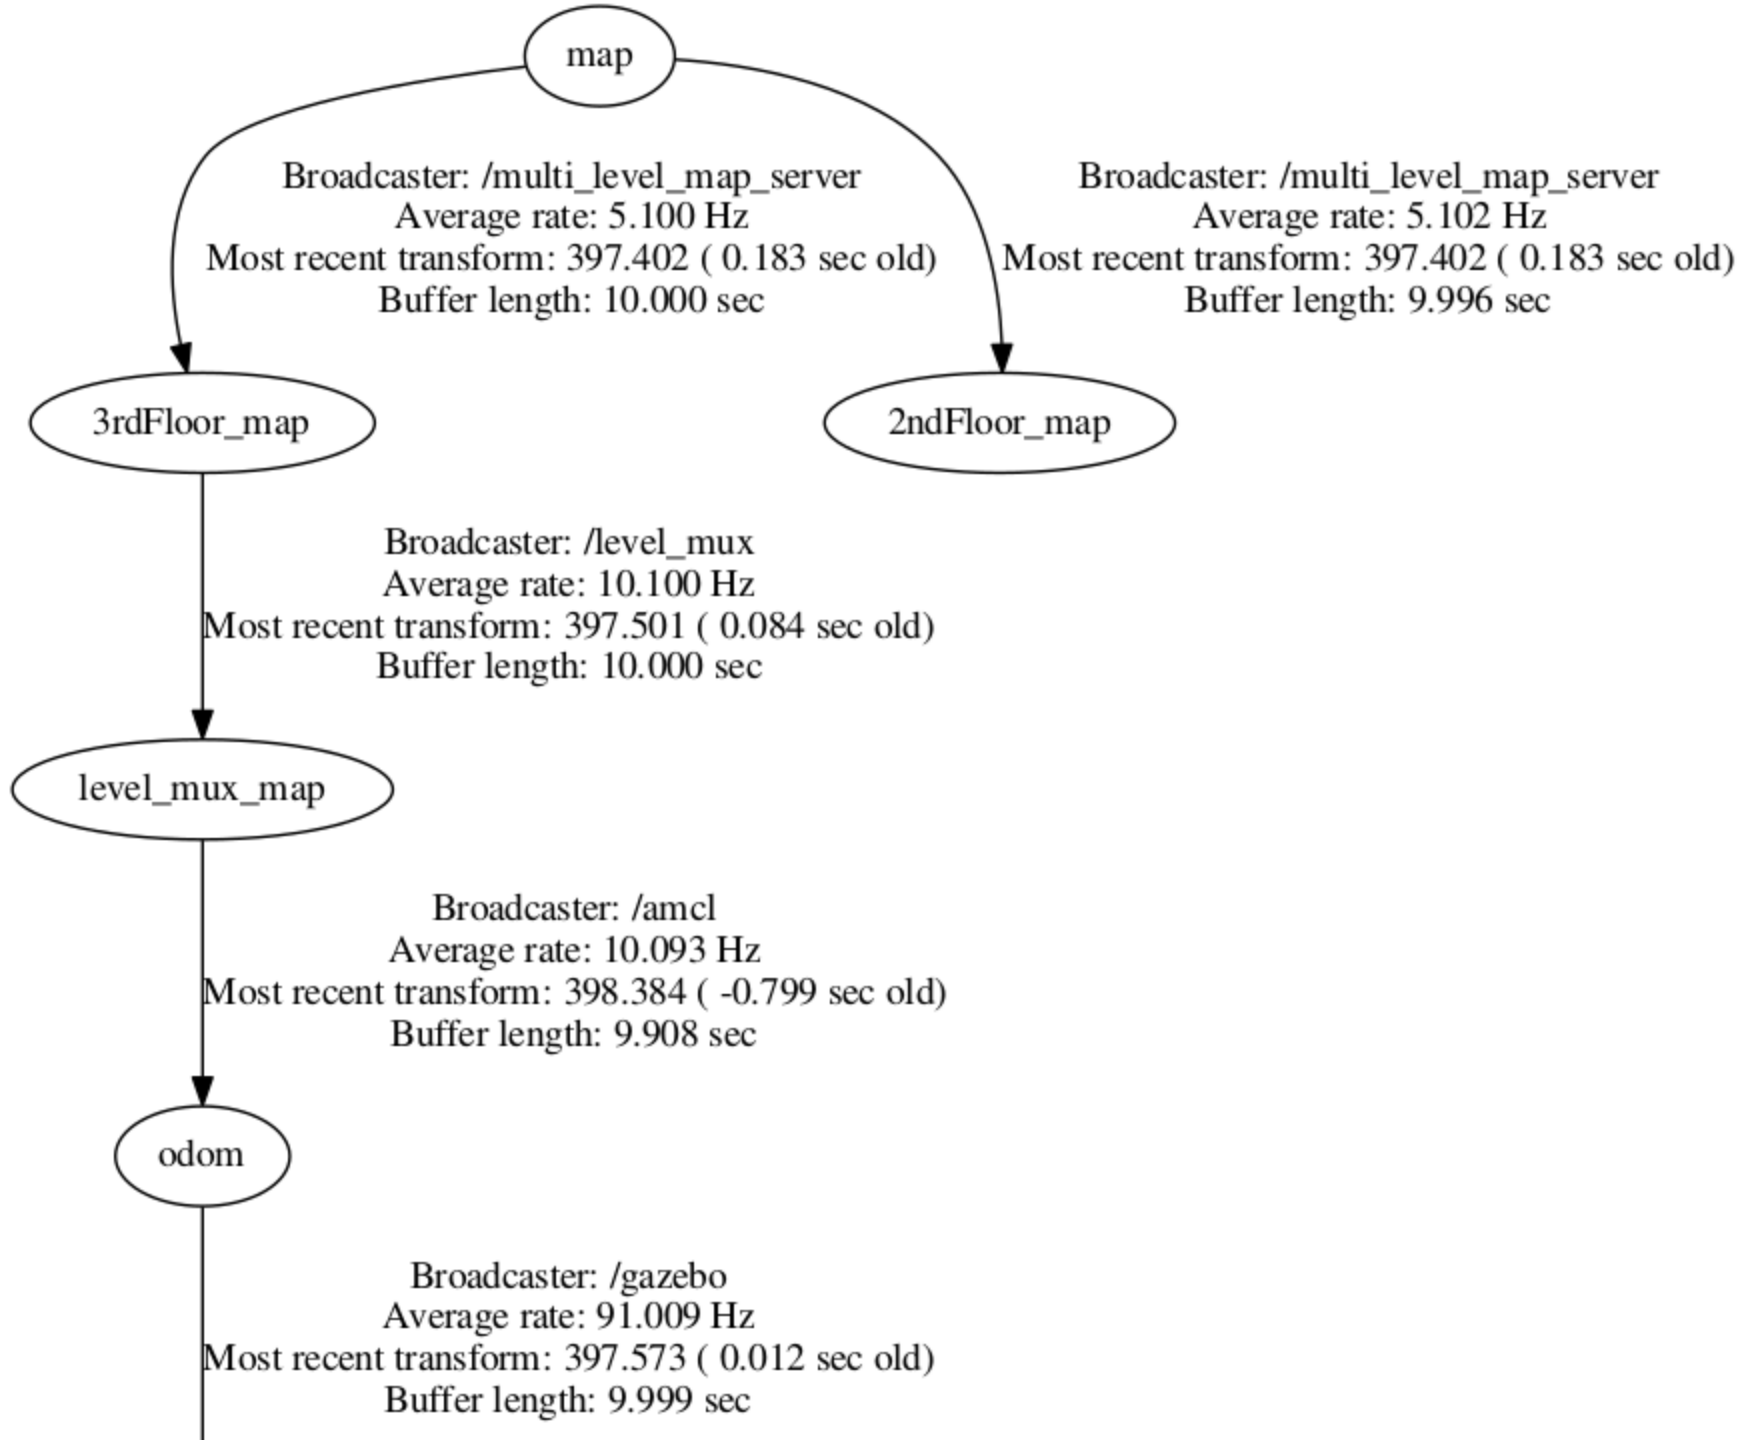 map
Broadcaster: /multi_level_map_server
Average rate: 5.100 Hz
Most recent transform: 397.402 ( 0.183 sec old)
Buffer length: 10.000 sec
Broadcaster: /multi_level_map_server
Average rate: 5.102 Hz
Most recent transform: 397.402 ( 0.183 sec old)
Buffer length: 9.996 sec
3rdFloor_map
2ndFloor_map
Broadcaster: /level_mux
Average rate: 10.100 Hz
Most recent transform: 397.501 ( 0.084 sec old)
Buffer length: 10.000 sec
level_mux_map
Broadcaster: /amcl
Average rate: 10.093 Hz
Most recent transform: 398.384 ( -0.799 sec old)
Buffer length: 9.908 sec
odom
Broadcaster: /gazebo
Average rate: 91.009 Hz
Most recent transform: 397.573 ( 0.012 sec old)
Buffer length: 9.999 sec